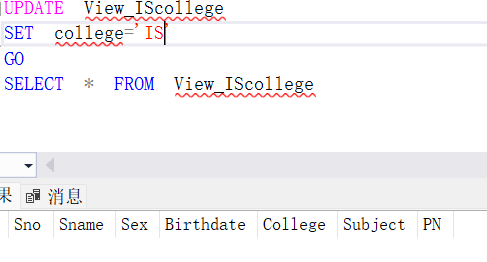 UPDATE View_IScollege
SET college='IS'
GO
SELECT * FROM View_IScollege
果 消息
Sno Sname Sex Birthdate College Subject PN